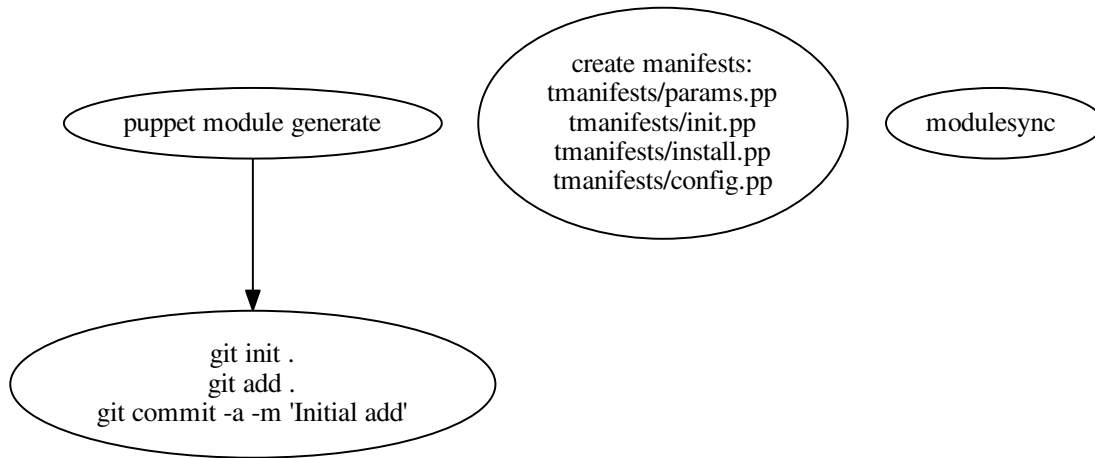 puppet module generate
create manifests:
tmanifests/params.pp
tmanifests/init.pp
tmanifests/install.pp
tmanifests/config.pp
modulesync
git init .
git add .
git commit -a -m 'Initial add'